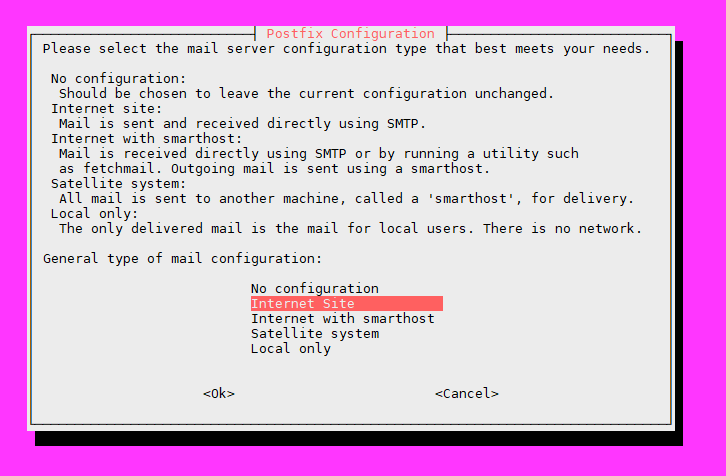 Postfix Configuration
Please select the mail server configuration type that best meets your needs.
No configuration:
Should be chosen to leave the current configuration unchanged.
Internet site:
Mail is sent and received directly using SMTP.
Internet with smarthost:
Mail is received directly using SMTP or by running a utility such
as fetchmail. Outgoing mail is sent using a smarthost.
Satellite system:
All mail is sent to another machine, called a 'smarthost', for delivery.
Local only:
The only delivered mail is the mail for local users. There is no network.
General type of mail configuration:
No configuration
Internet Site
Internet with smarthost
Satellite system
Local only
<Ok> <Cancel>